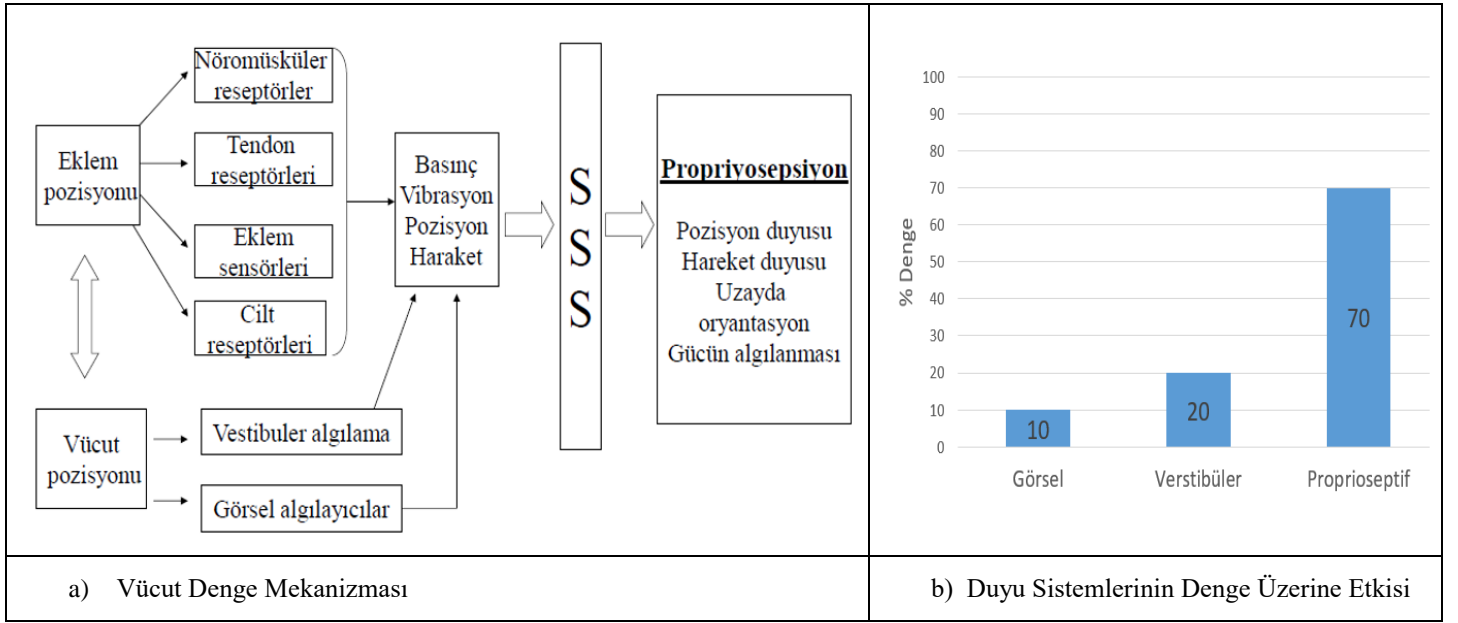 Eklem
pozisyonu
Nöromüsküler
reseptörler
Tendon
reseptörleri
Eklem
sensörleri
Cilt
reseptörleri
Vücut
pozisyonu
Vestibuler algılama
Görsel algılayıcılar
Basınç
Vibrasyon
Pozisyon
Haraket
S
S
S
Propriyosepsiyon
Pozisyon duyusu
Hareket duyusu
Uzayda
oryantasyon
Gücün algılanması
a) Vücut Denge Mekanizması
% Denge
100
90
80
70
60
50
40
30
20
10
0
10
20
70
Görsel
Verstibüler
Proprioseptif
b) Duyu Sistemlerinin Denge Üzerine Etkisi